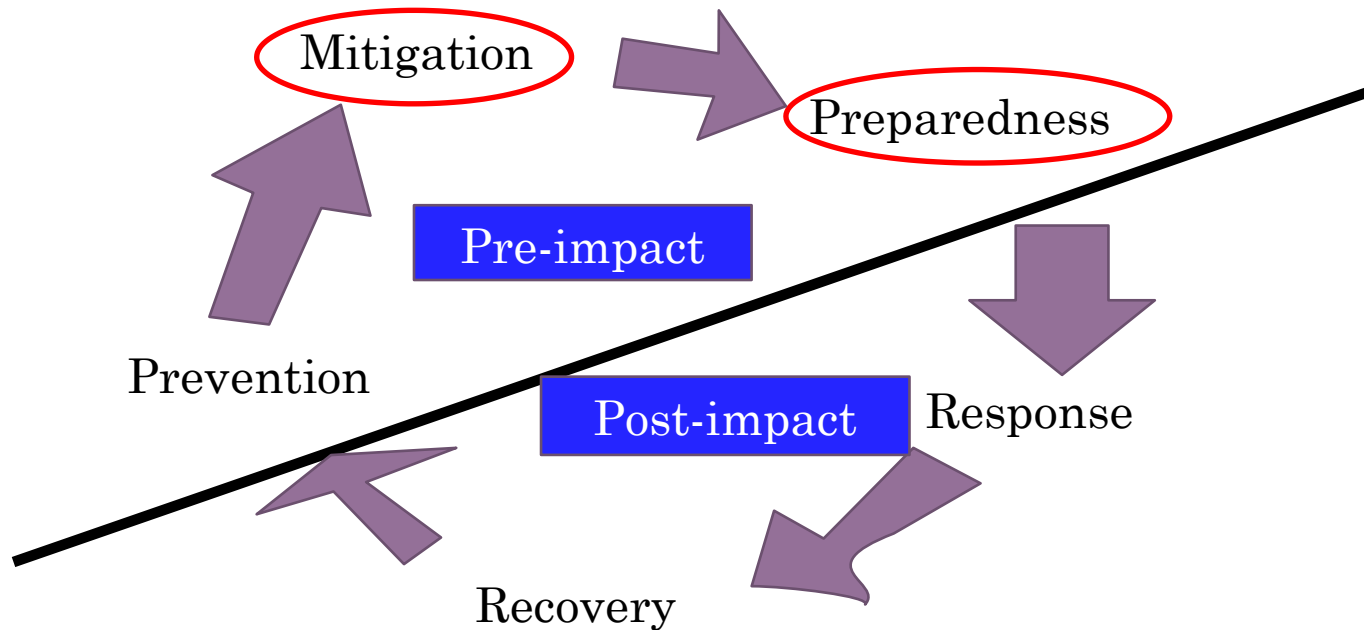 Mitigation
Preparedness
Pre-impact
Prevention
Post-impact
Response
Recovery